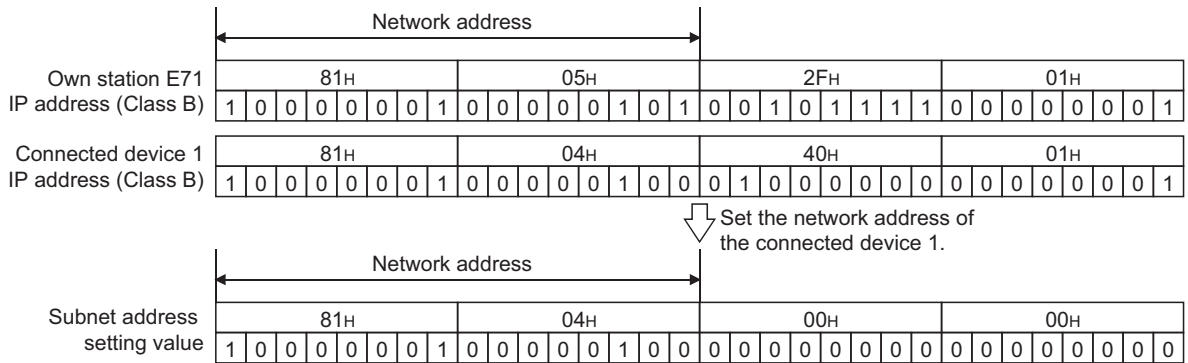 Network address
Own station E71
IP address (Class B)
81H 05H 2FH 01H
1 0 0 0 0 0 0 1 0 0 0 0 0 1 0 1 0 0 1 0 1 1 1 1 0 0 0 0 0 0 0 1
Connected device 1
IP address (Class B)
81H 04H 40H 01H
1 0 0 0 0 0 0 1 0 0 0 0 0 1 0 0 0 1 0 0 0 0 0 0 0 0 0 0 0 0 0 1
Set the network address of
the connected device 1.
Network address
Subnet address
setting value
81H 04H 00H 00H
1 0 0 0 0 0 0 1 0 0 0 0 0 1 0 0 0 0 0 0 0 0 0 0 0 0 0 0 0 0 0 0